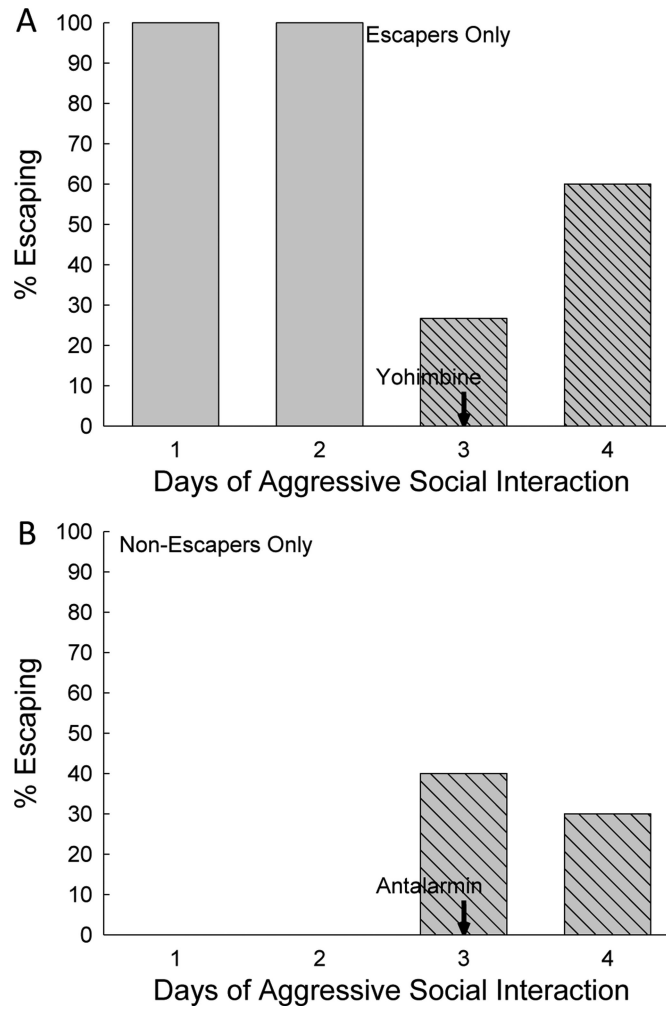 A
Escapers Only
% Escaping
100
90
80
70
60
50
40
30
20
10
0
Yohimbine
1 2 3 4
Days of Aggressive Social Interaction
B
Non-Escapers Only
% Escaping
100
90
80
70
60
50
40
30
20
10
0
Antalarmin
1 2 3 4
Days of Aggressive Social Interaction